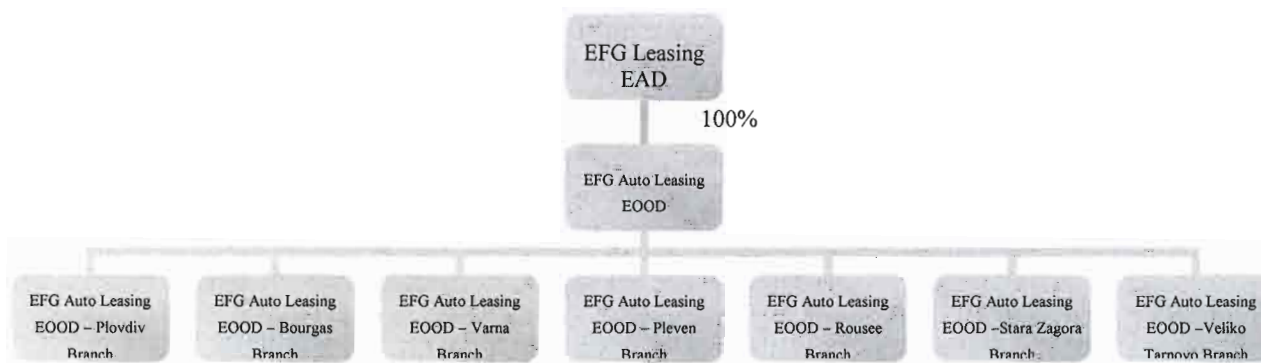 EFG Leasing
EAD
100%
EFG Auto Leasing
EOOD
EFG Auto Leasing
EOOD – Plovdiv
Branch
EFG Auto Leasing
EOOD – Bourgas
Branch
EFG Auto Leasing
EOOD – Varna
Branch
EFG Auto Leasing
EOOD – Pleven
Branch
EFG Auto Leasing
EOOD – Rousee
Branch
EFG Auto Leasing
EOOD –Stara Zagora
Branch
EFG Auto Leasing
EOOD –Veliko
Tarnovo Branch